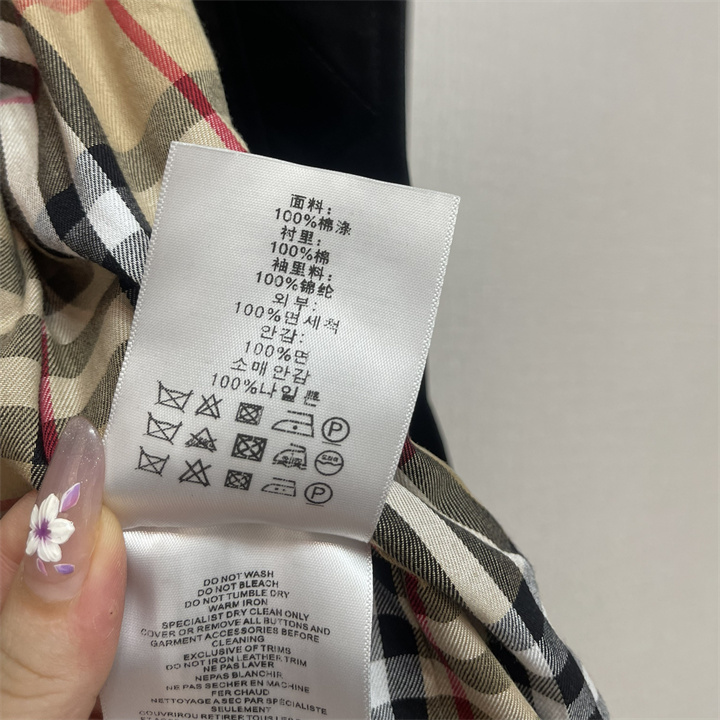 面料:
100%棉涤
衬里:
100%棉
袖里料:
100%锦纶
외부:
100%면세척
안감:
100%면
소매안감
100%나일
P
P
DO NOT WASH
DO NOT BLEACH
DO NOT TUMBLE DRY
WARM IRON
SPECIALIST DRY CLEAN ONLY
COVER OR REMOVE ALL BUTTONS AND
GARMENT ACCESSORIES BEFORE
CLEANING
EXCLUSIVE OF TRIMS
DO NOT IRON LEATHER TRIM
NE PAS LAVER
NEPAS BLANCHIR
NE PAS SECHER EN MACHINE
FER CHAUD
NETTOYAGE A SEC PAR SPECIALISTE
SEULEMENT